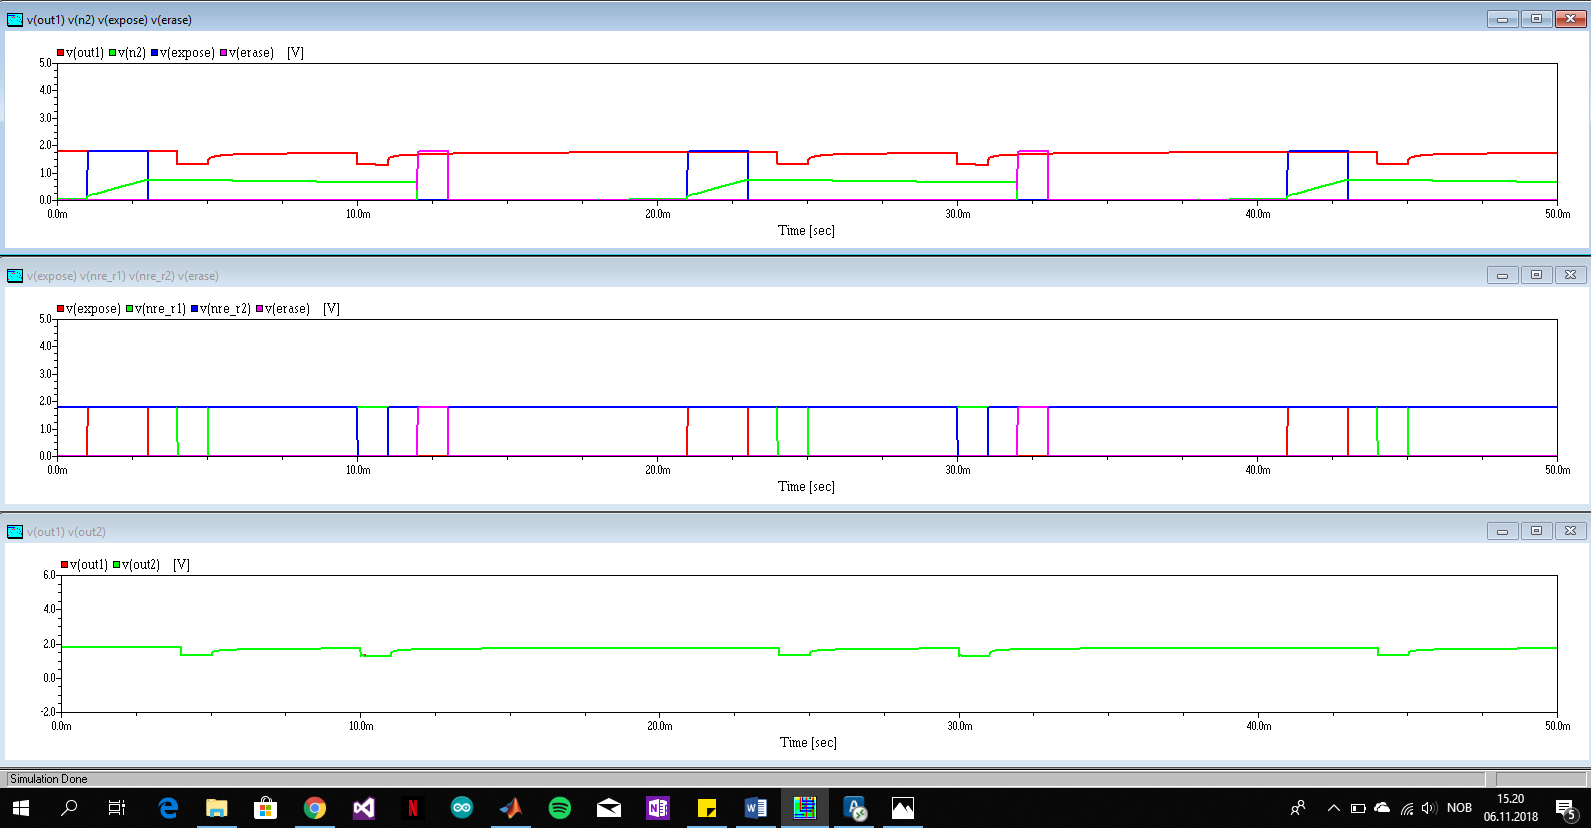 v(out1) v(n2) v(expose) v(erase)
v(out1) v(n2) v(expose) v(erase) [V]
5.0
4.0
3.0
2.0
1.0
0.0
0.0m 10.0m 20.0m 30.0m 40.0m 50.0m
Time [sec]
v(expose) v(nre_r1) v(nre_r2) v(erase)
v(expose) v(nre_r1) v(nre_r2) v(erase) [V]
5.0
4.0
3.0
2.0
1.0
0.0
0.0m 10.0m 20.0m 30.0m 40.0m 50.0m
Time [sec]
v(out1) v(out2)
v(out1) v(out2) [V]
6.0
4.0
2.0
0.0
-2.0
0.0m 10.0m 20.0m 30.0m 40.0m 50.0m
Time [sec]
Simulation Done
NOB
15.20
06.11.2018
5